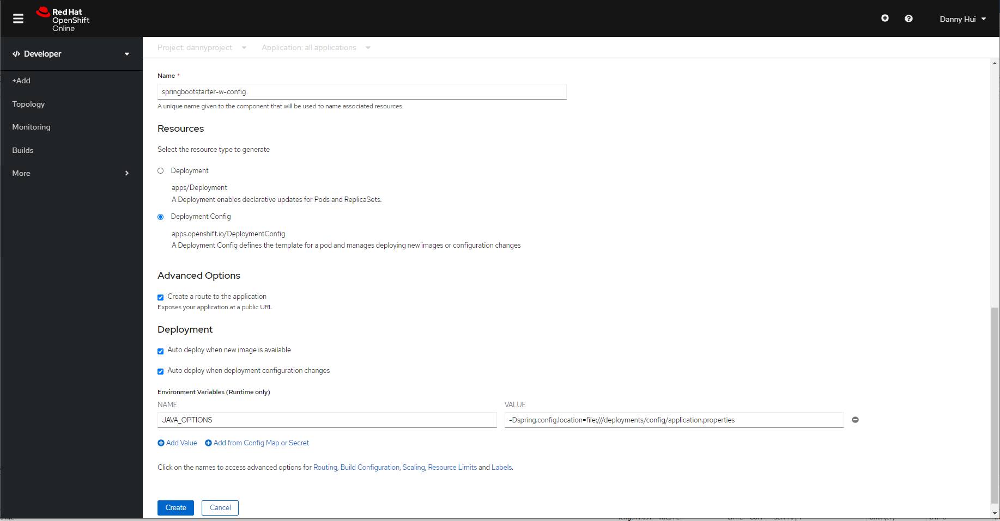 Red Hat
OpenShift
Online
Danny Hui
Developer
Project: dannyproject
Application: all applications
+Add
Topology
Monitoring
Builds
More
Name *
springbootstarter-w-config
A unique name given to the component that will be used to name associated resources.
Resources
Select the resource type to generate
Deployment
apps/Deployment
A Deployment enables declarative updates for Pods and ReplicaSets.
Deployment Config
apps.openshift.io/DeploymentConfig
A Deployment Config defines the template for a pod and manages deploying new images or configuration changes
Advanced Options
Create a route to the application
Exposes your application at a public URL
Deployment
Auto deploy when new image is available
Auto deploy when deployment configuration changes
Environment Variables (Runtime only)
NAME
VALUE
JAVA_OPTIONS
-Dspring.config.location=file:///deployments/config/application.properties
Add Value
Add from Config Map or Secret
Click on the names to access advanced options for Routing, Build Configuration, Scaling, Resource Limits and Labels.
Create
Cancel